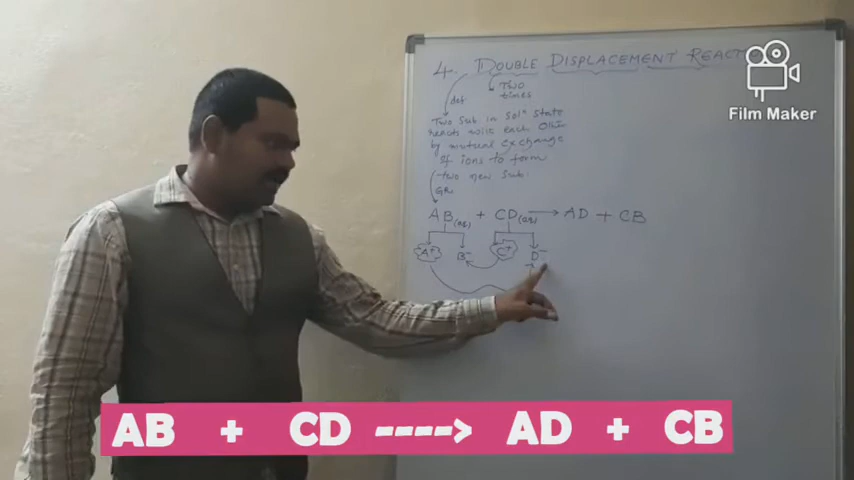 4. DOUBLE DISPLACEMENT REACT
def
Two
times
Two Sub in Solⁿ State
reacts with each Other
by mutual exchange
of ions to form
two new Sub.
GR
AB(aq) + CD(aq) → AD + CB
A⁺ B⁻ C⁺ D⁻
Film Maker
AB + CD ----> AD + CB